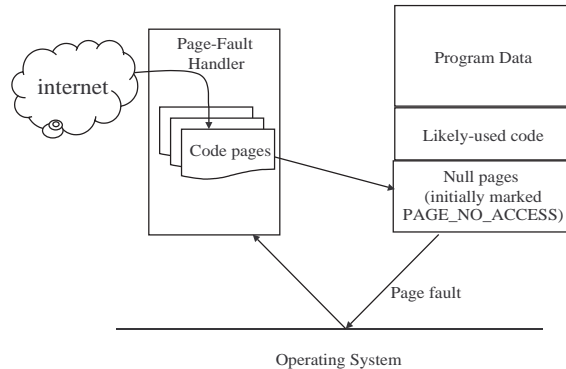 Page-Fault
Handler
internet
Code pages
Program Data
Likely-used code
Null pages
(initially marked
PAGE_NO_ACCESS)
Page fault
Operating System